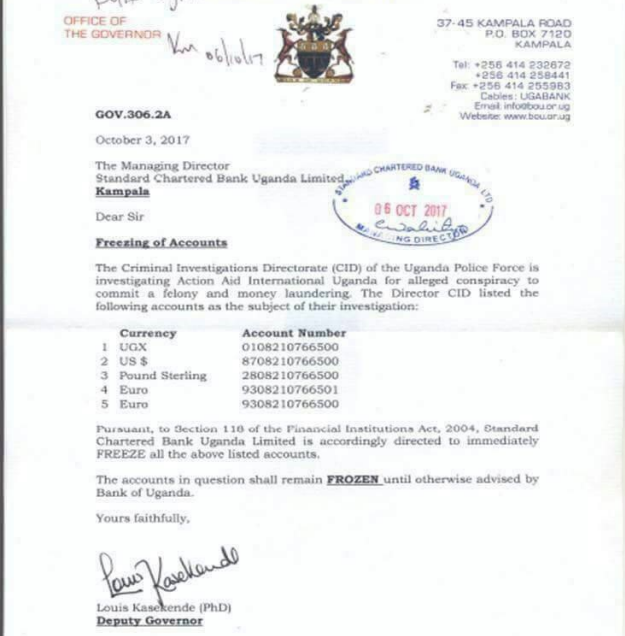 OFFICE OF
THE GOVERNOR
06/10/17
37-45 KAMPALA ROAD
P.O. BOX 7120
KAMPALA
Tel: +256 414 232672
+256 414 258441
Fax: +256 414 255983
Cables: UGABANK
Email: info@bou.or.ug
Website: www.bou.or.ug
GOV.306.2A
October 3, 2017
The Managing Director
Standard Chartered Bank Uganda Limited
Kampala
STANDARD CHARTERED BANK UGANDA LTD
06 OCT 2017
MANAGING DIRECTOR
Dear Sir
Freezing of Accounts
The Criminal Investigations Directorate (CID) of the Uganda Police Force is
investigating Action Aid International Uganda for alleged conspiracy to
commit a felony and money laundering. The Director CID listed the
following accounts as the subject of their investigation:
Currency Account Number
1 UGX 0108210766500
2 US $ 8708210766500
3 Pound Sterling 2808210766500
4 Euro 9308210766501
5 Euro 9308210766500
Pursuant, to Section 118 of the Financial Institutions Act, 2004, Standard
Chartered Bank Uganda Limited is accordingly directed to immediately
FREEZE all the above listed accounts.
The accounts in question shall remain FROZEN until otherwise advised by
Bank of Uganda.
Yours faithfully,
Louis Kasekende
Louis Kasekende (PhD)
Deputy Governor